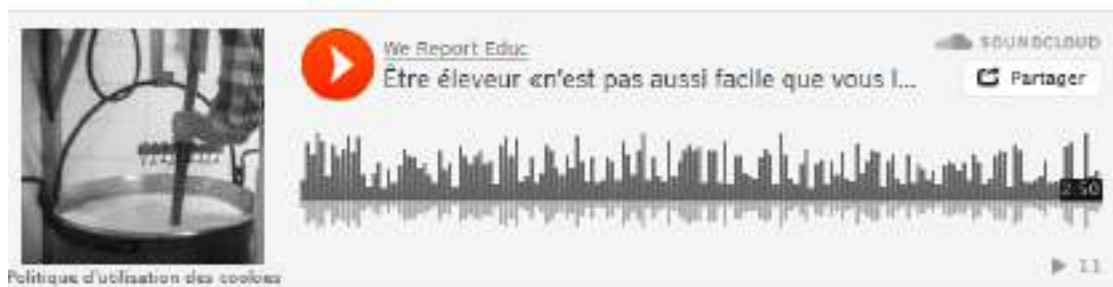 We Report Educ
SOUNDCLOUD
Être éleveur «n'est pas aussi facile que vous l...
Partager
2:50
Politique d'utilisation des cookies
11